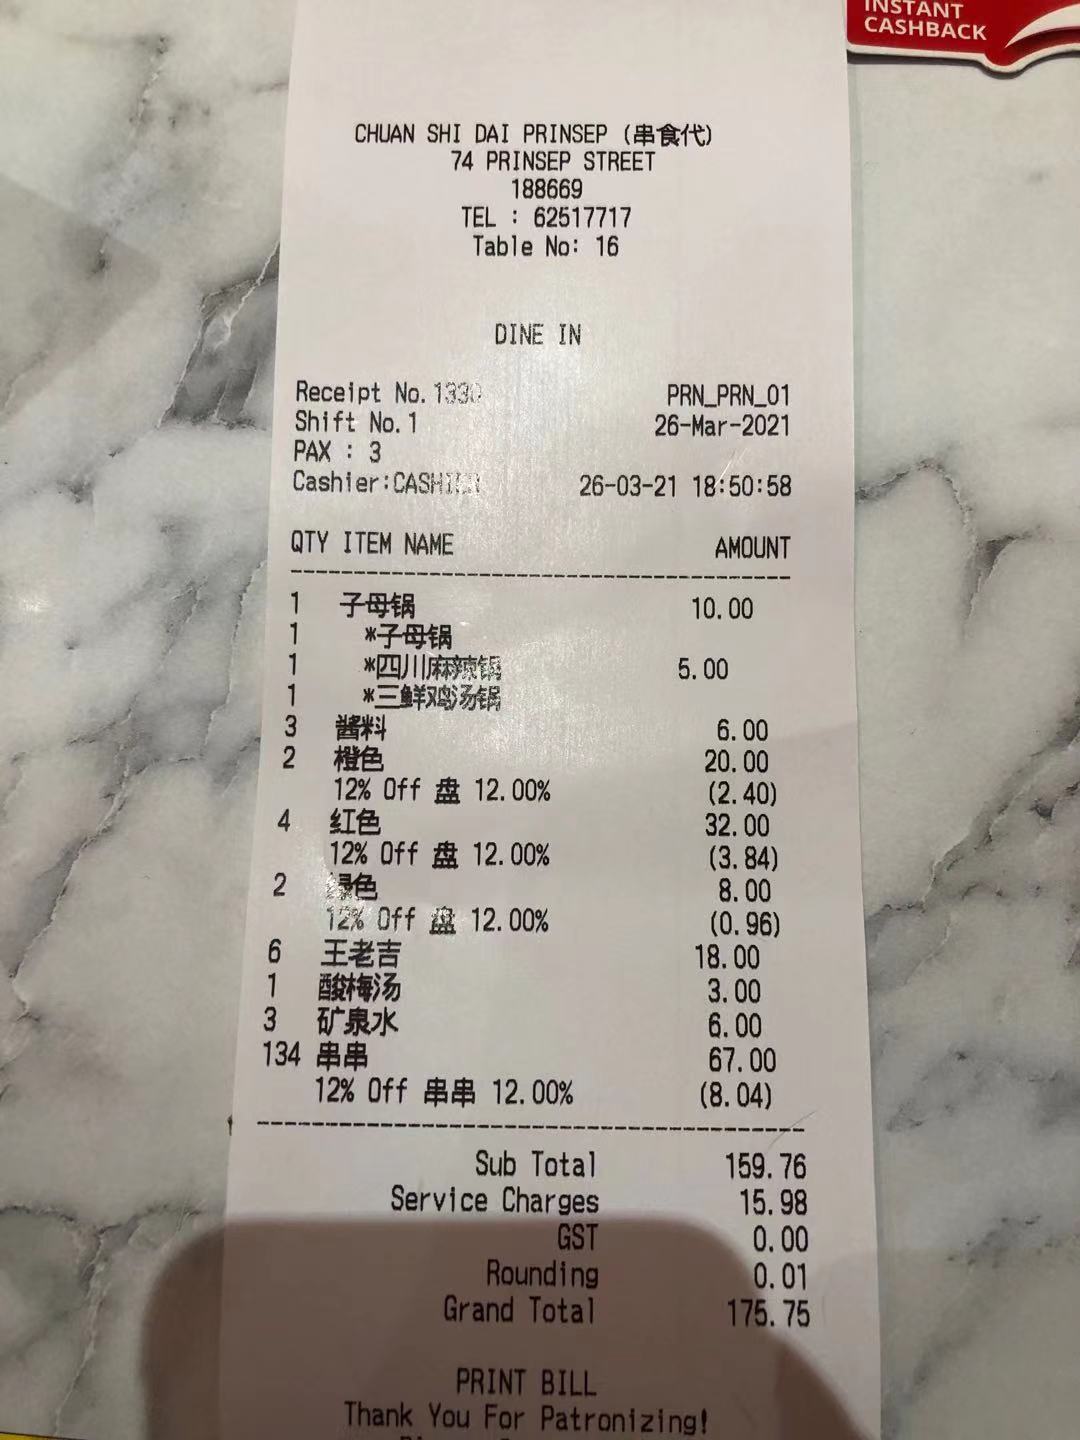 INSTANT
CASHBACK
CHUAN SHI DAI PRINSEP (串食代)
74 PRINSEP STREET
188669
TEL : 62517717
Table No: 16
DINE IN
Receipt No.1330 PRN_PRN_01
Shift No.1 26-Mar-2021
PAX : 3
Cashier:CASHIER 26-03-21 18:50:58
QTY ITEM NAME AMOUNT
1 子母锅 10.00
1 *子母锅
1 *四川麻辣锅 5.00
1 *三鲜鸡汤锅
3 酱料 6.00
2 橙色 20.00
12% Off 盘 12.00% (2.40)
4 红色 32.00
12% Off 盘 12.00% (3.84)
2 绿色 8.00
12% Off 盘 12.00% (0.96)
6 王老吉 18.00
1 酸梅汤 3.00
3 矿泉水 6.00
134 串串 67.00
12% Off 串串 12.00% (8.04)
Sub Total 159.76
Service Charges 15.98
GST 0.00
Rounding 0.01
Grand Total 175.75
PRINT BILL
Thank You For Patronizing!